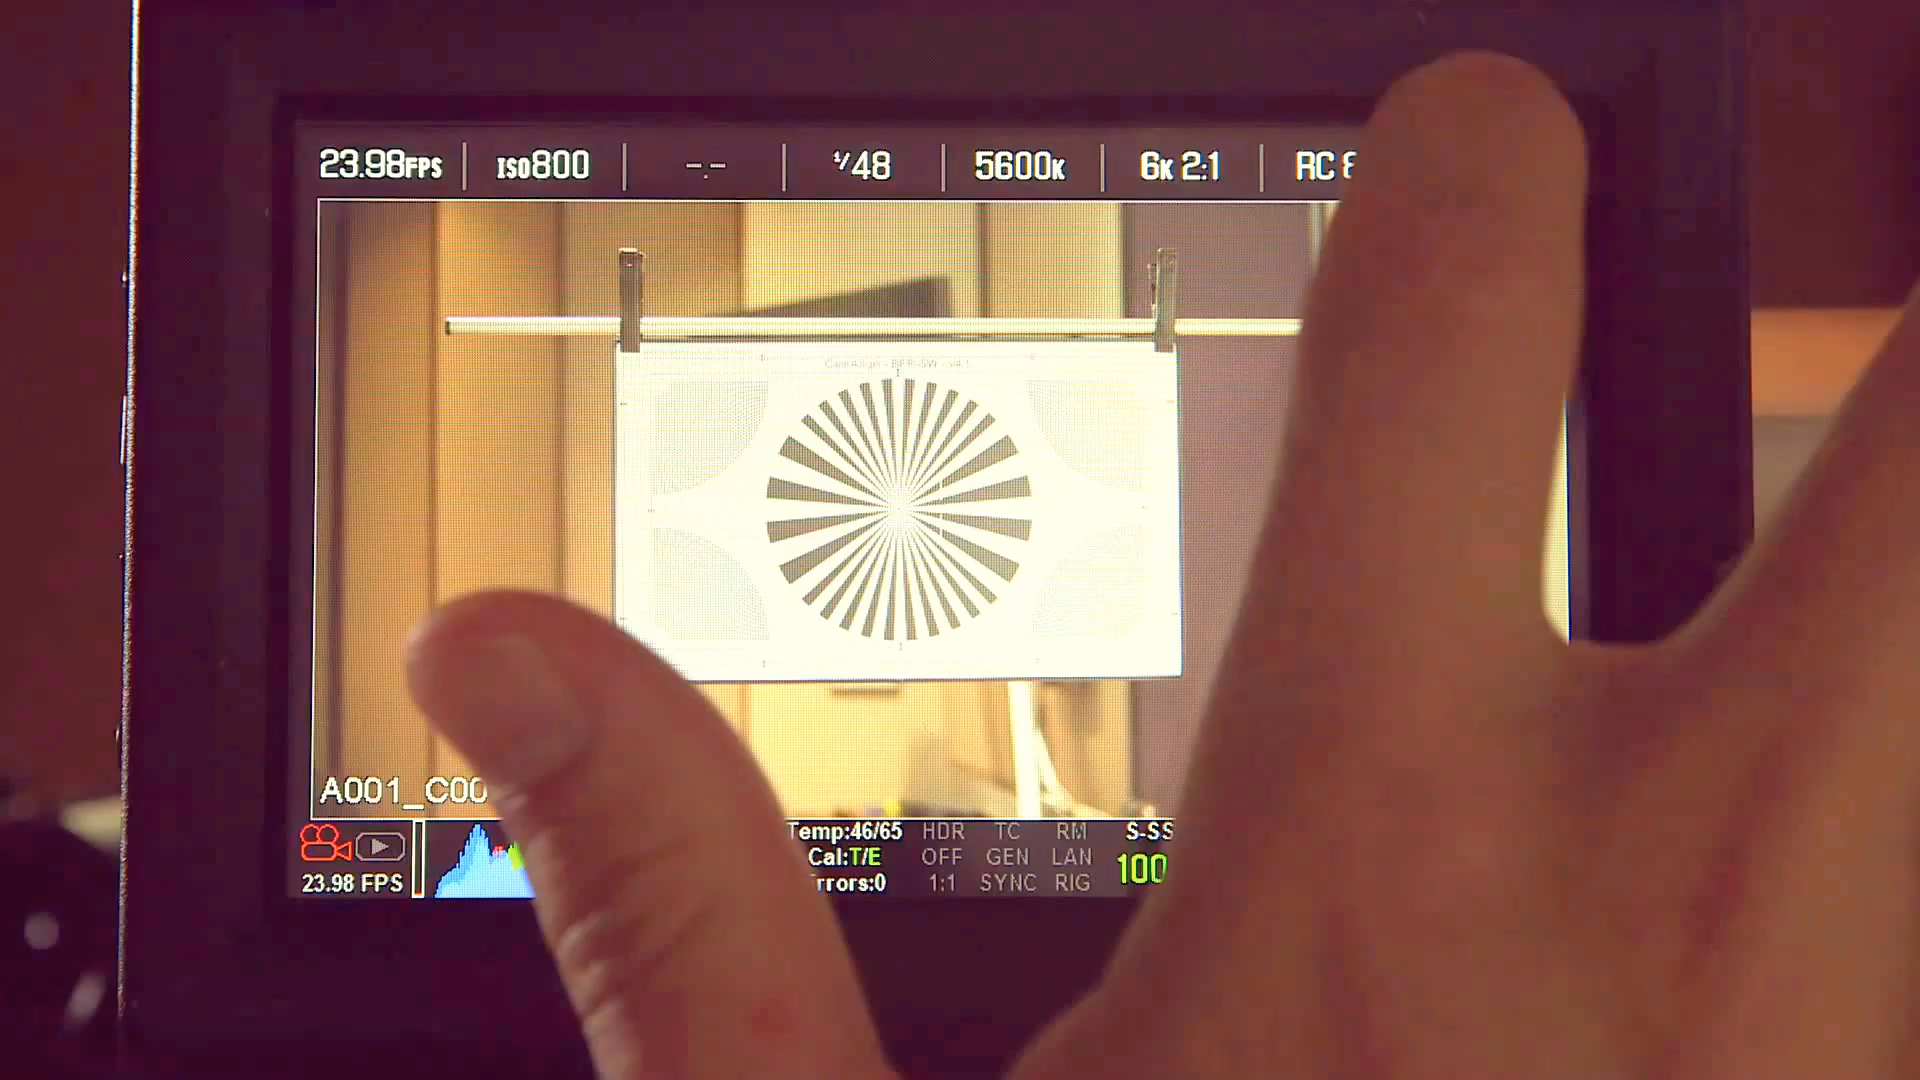 23.98FPS ISO800 -.- 1/48 5600K 6K 2:1 RC
A001_C00
Temp:46/65 HDR TC RM S-SS
Cal:T/E OFF GEN LAN 100
23.98 FPS rrors:0 1:1 SYNC RIG